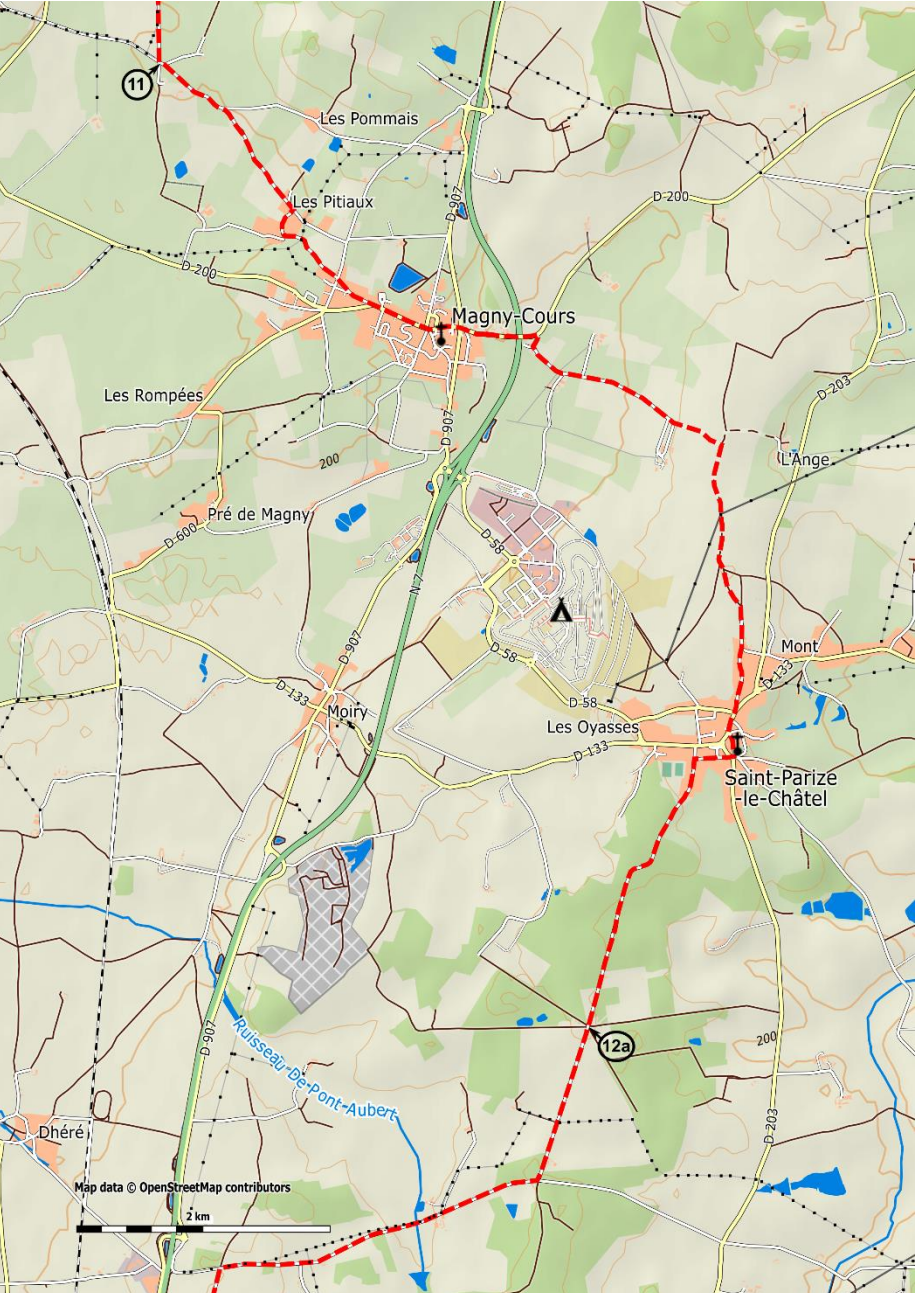 11
Les Pommais
Les Pitiaux
D 907
D 200
D 200
Magny-Cours
D 203
Les Rompées
D 907
200
L'Ange
Pré de Magny
D 600
D 58
N 7
D 907
D 58
Mont
D 133
D 133
Moiry
D 58
Les Oyasses
D 133
Saint-Parize
-le-Châtel
D 907
Ruisseau-De-Pont-Aubert
12a
200
D 203
Dhéré
Map data © OpenStreetMap contributors
2 km